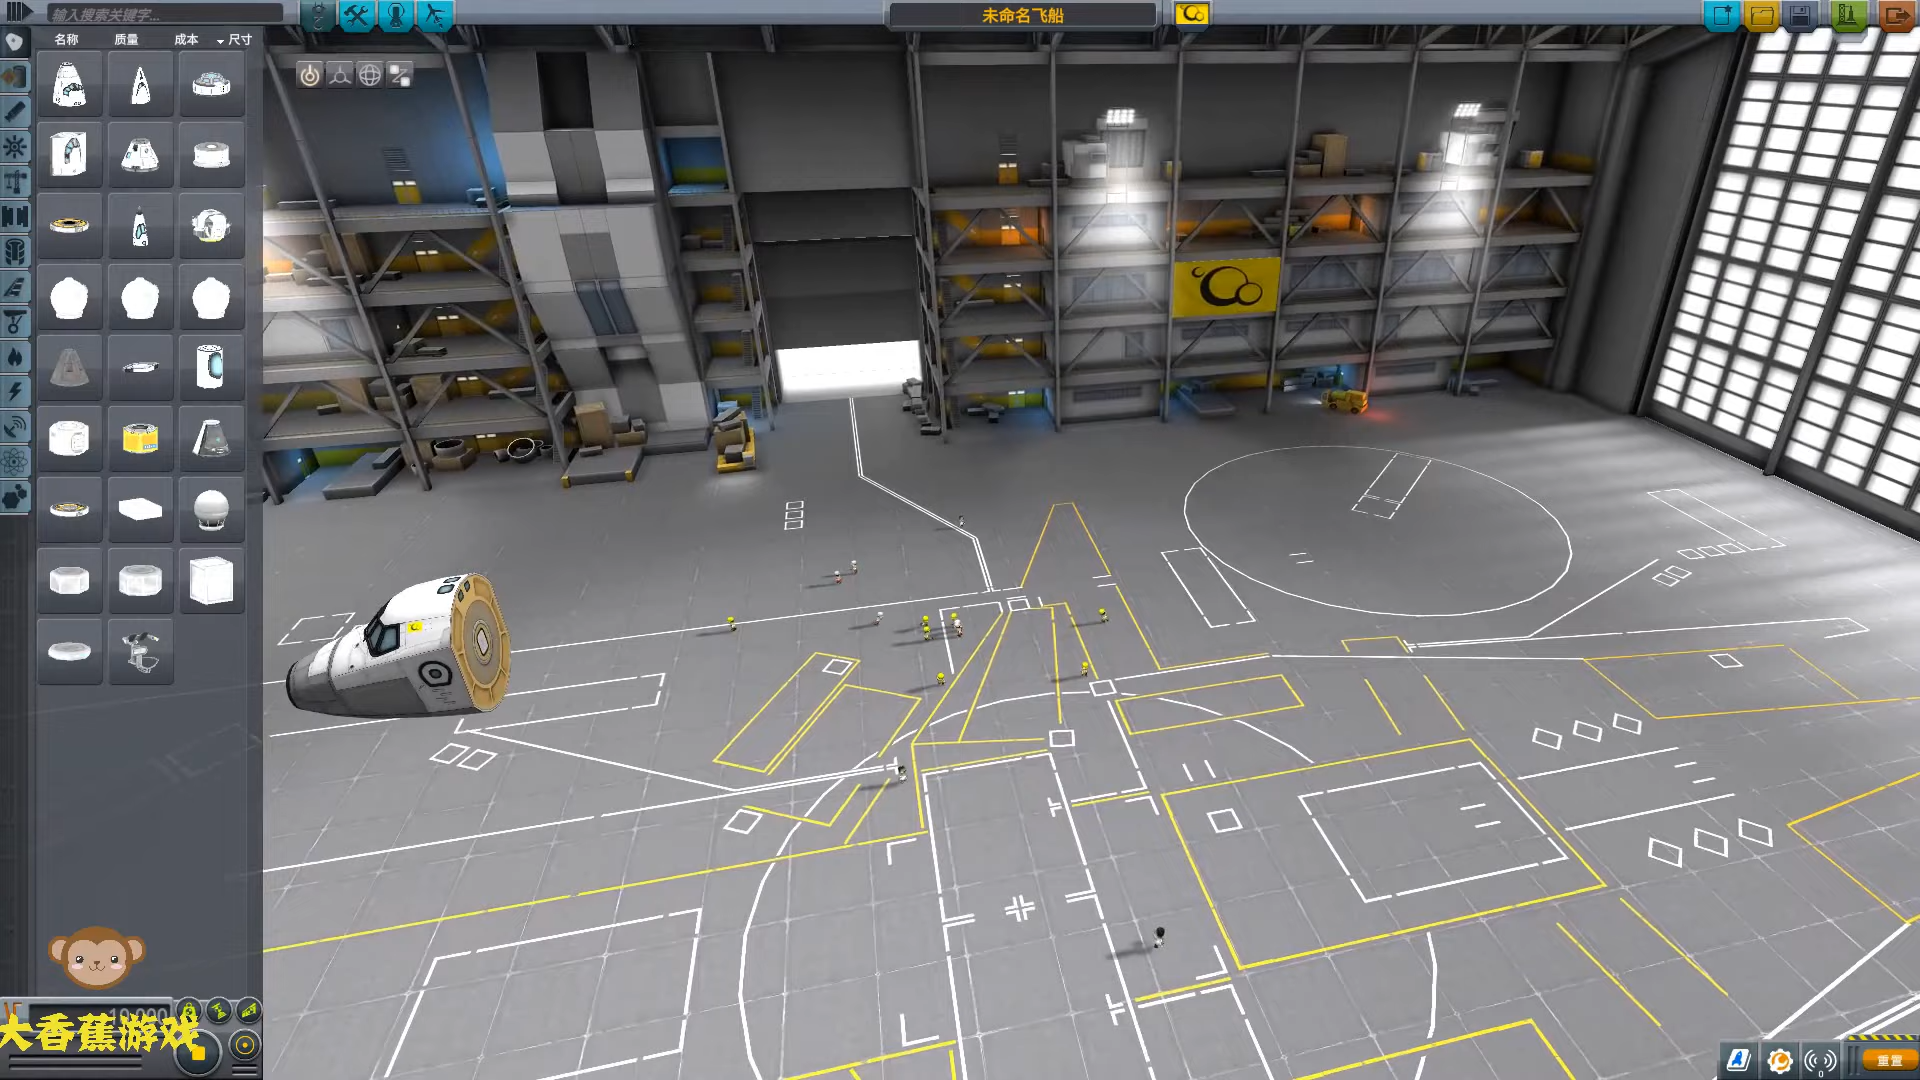 输入搜索关键字...
未命名飞船
名称 质量 成本 尺寸
大香蕉游戏
0
重置